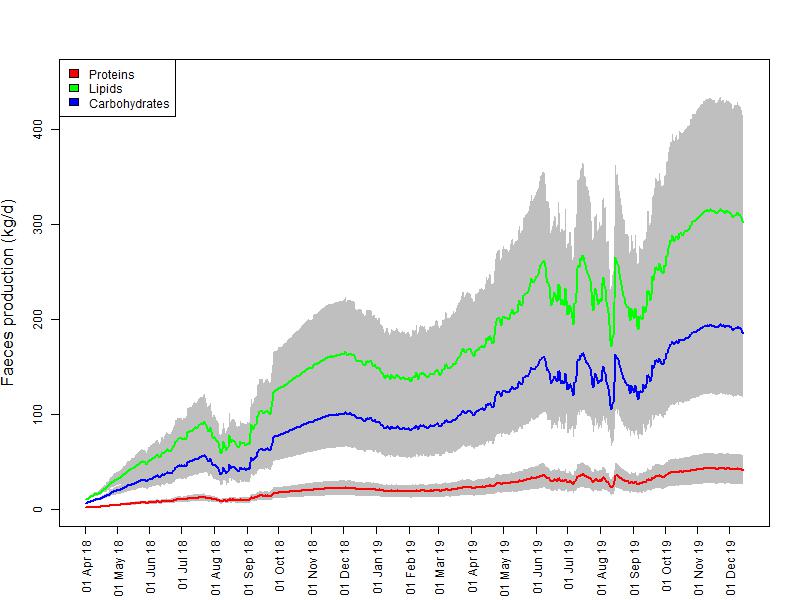 Proteins
Lipids
Carbohydrates
Faeces production (kg/d)
400
300
200
100
0
01 Apr 18
01 May 18
01 Jun 18
01 Jul 18
01 Aug 18
01 Sep 18
01 Oct 18
01 Nov 18
01 Dec 18
01 Jan 19
01 Feb 19
01 Mar 19
01 Apr 19
01 May 19
01 Jun 19
01 Jul 19
01 Aug 19
01 Sep 19
01 Oct 19
01 Nov 19
01 Dec 19